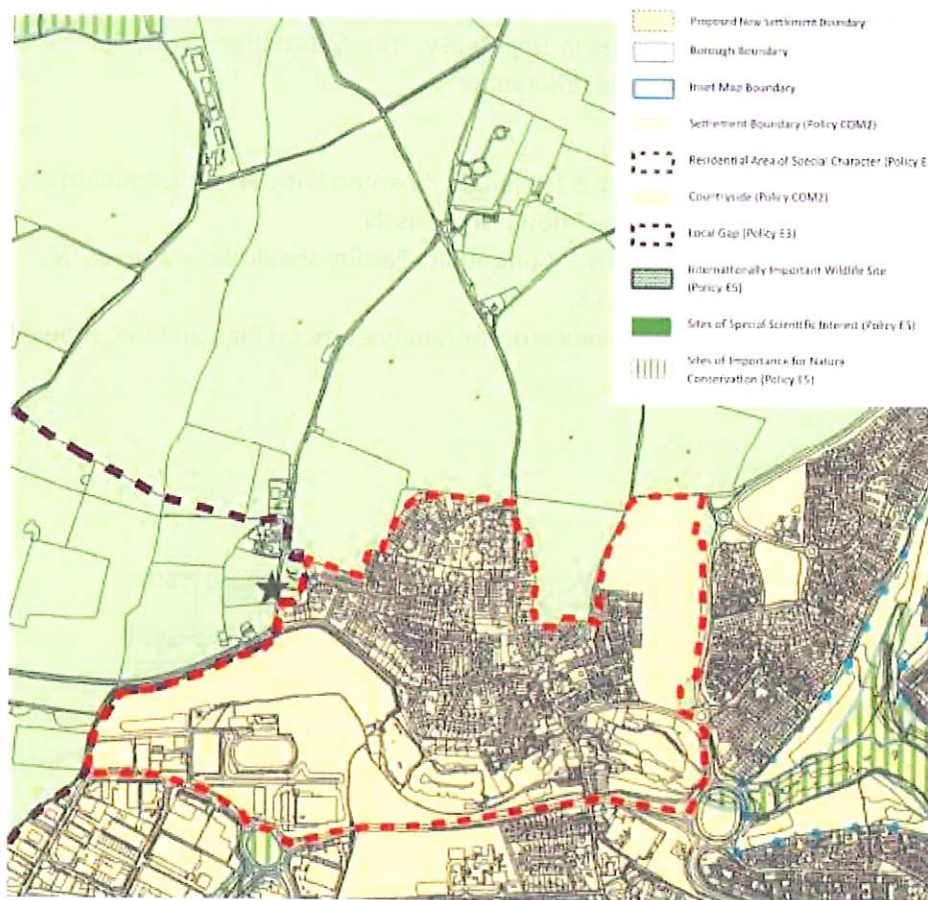 Proposed New Settlement Boundary
Borough Boundary
Inset Map Boundary
Settlement Boundary (Policy COM2)
Residential Area of Special Character (Policy E
Countryside (Policy COM2)
Local Gap (Policy E3)
Internationally Important Wildlife Site
(Policy E5)
Sites of Special Scientific Interest (Policy E5)
Sites of Importance for Nature
Conservation (Policy E5)